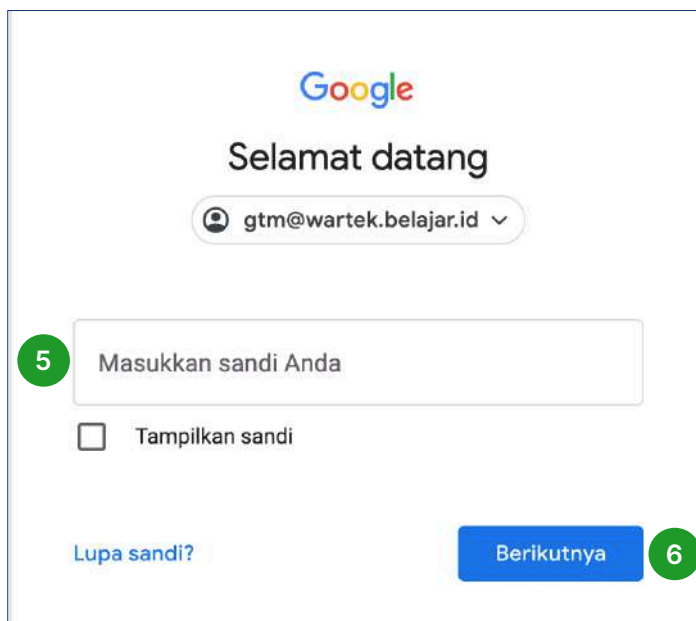 Google
Selamat datang
gtm@wartek.belajar.id
5 Masukkan sandi Anda
Tampilkan sandi
Lupa sandi? Berikutnya 6